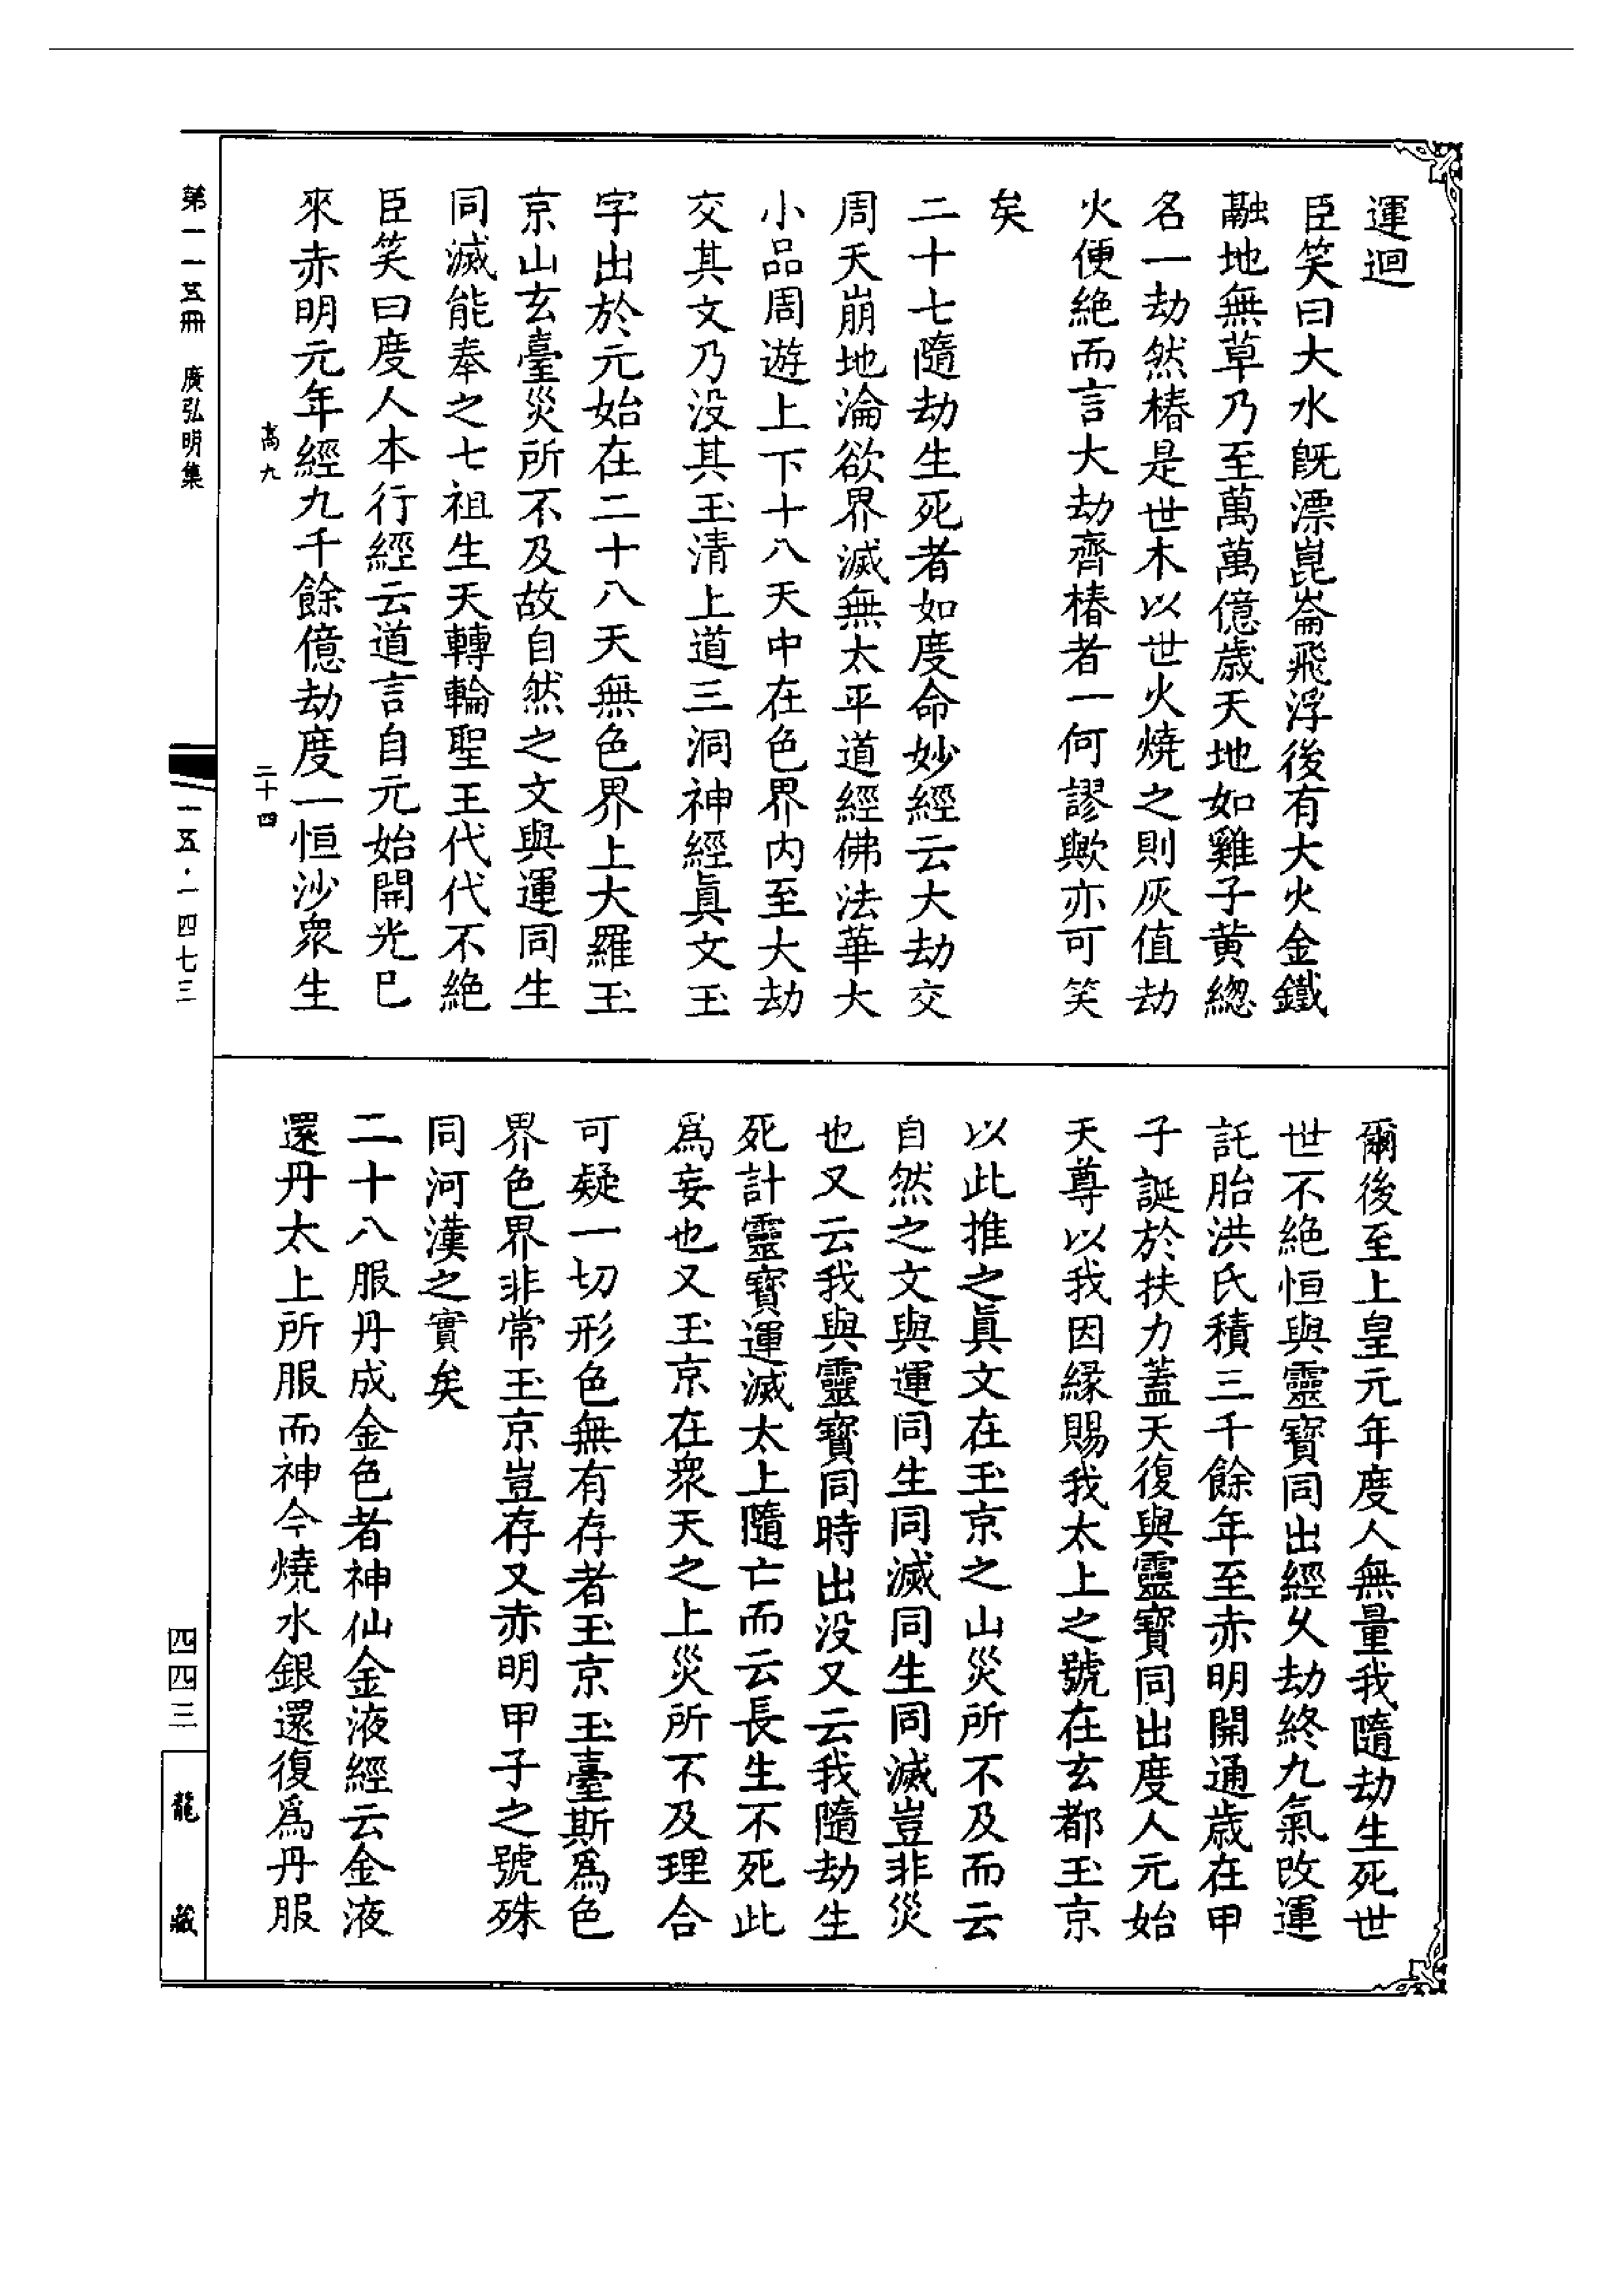 運迴
臣笑曰大水旣漂崑崙飛浮後有大火金鐵
融地無草乃至萬萬億歲天地如雞子黃緫
名一劫然椿是世木以世火燒之則灰值劫
火便絶而言大劫齊椿者一何謬歟亦可笑
矣
二十七隨劫生死者如度命妙經云大劫交
周天崩地淪欲界滅無太平道經佛法華大
小品周遊上下十八天中在色界内至大劫
交其文乃没其玉清上道三洞神經眞文玉
字出於元始在二十八天無色界上大羅玉
京山玄臺災所不及故自然之文與運同生
同滅能奉之七祖生天轉輪聖王代代不絶
臣笑曰度人本行經云道言自元始開光已
來赤明元年經九千餘億劫度一恒沙衆生
高九
二十四
爾後至上皇元年度人無量我隨劫生死世
世不絶恒與靈寶同出經乆劫終九氣改運
託胎洪氏積三千餘年至赤明開通歲在甲
子誕於扶力蓋天復與靈寶同出度人元始
天尊以我因縁賜我太上之號在玄都玉京
以此推之眞文在玉京之山災所不及而云
自然之文與運同生同滅同生同滅豈非災
也又云我與靈寶同時出没又云我隨劫生
死計靈寶運滅太上隨亡而云長生不死此
爲妄也又玉京在衆天之上災所不及理合
可疑一切形色無有存者玉京玉臺斯爲色
界色界非常玉京豈存又赤明甲子之號殊
同河漢之實矣
二十八服丹成金色者神仙金液經云金液
還丹太上所服而神今燒水銀還復爲丹服
第一一五冊 廣弘明集
一五·一四七三
四四三
龍藏